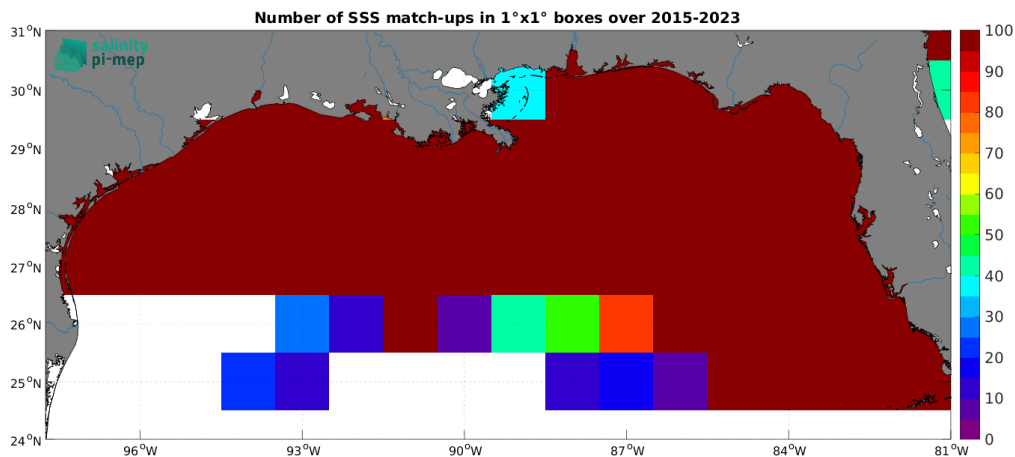 Number of SSS match-ups in 1°x1° boxes over 2015-2023
salinity
pi-mep
31°N
30°N
29°N
28°N
27°N
26°N
25°N
24°N
96°W
93°W
90°W
87°W
84°W
81°W
100
90
80
70
60
50
40
30
20
10
0